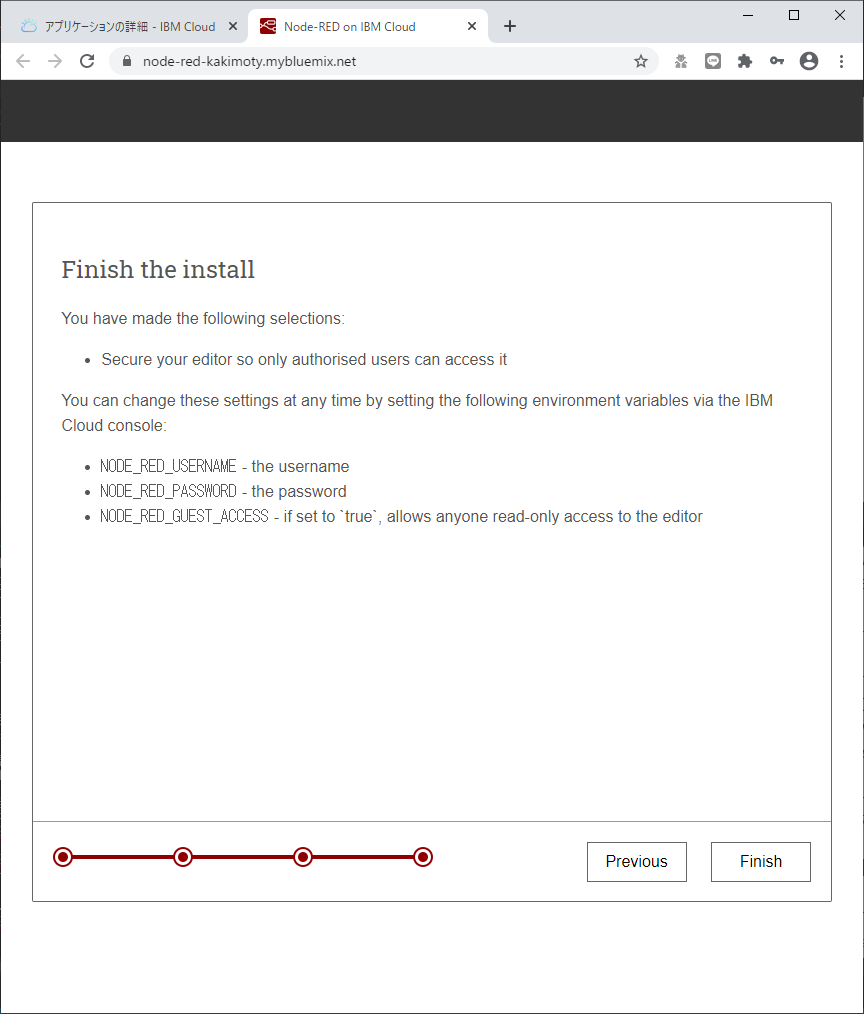 アプリケーションの詳細 - IBM Cloud
Node-RED on IBM Cloud
node-red-kakimoty.mybluemix.net
LINE
Finish the install
You have made the following selections:
• Secure your editor so only authorised users can access it
You can change these settings at any time by setting the following environment variables via the IBM
Cloud console:
• NODE_RED_USERNAME - the username
• NODE_RED_PASSWORD - the password
• NODE_RED_GUEST_ACCESS - if set to `true`, allows anyone read-only access to the editor
Previous
Finish